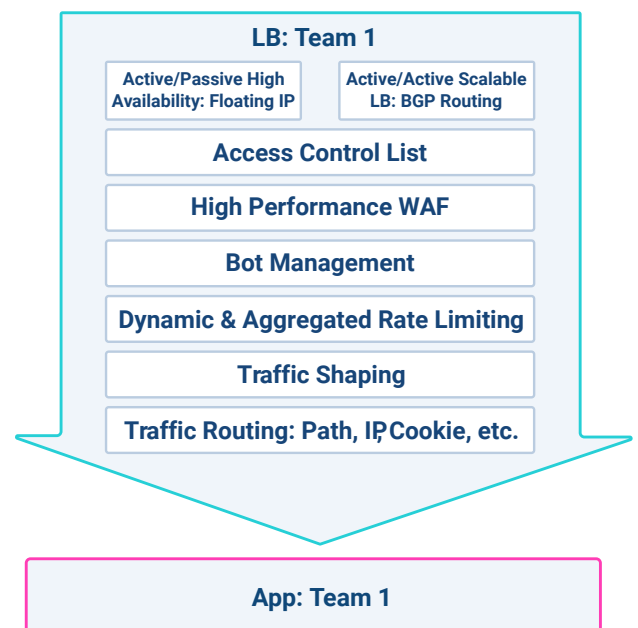 LB: Team 1
Active/Passive High
Availability: Floating IP
Active/Active Scalable
LB: BGP Routing
Access Control List
High Performance WAF
Bot Management
Dynamic & Aggregated Rate Limiting
Traffic Shaping
Traffic Routing: Path, IP, Cookie, etc.
App: Team 1